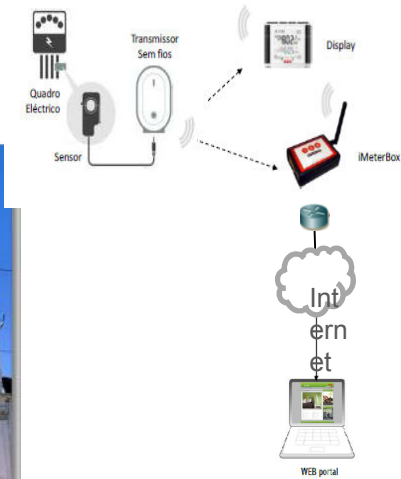 Transmissor
Sem fios
Display
Quadro
Eléctrico
Sensor
iMeterBox
Int
ern
et
WEB portal